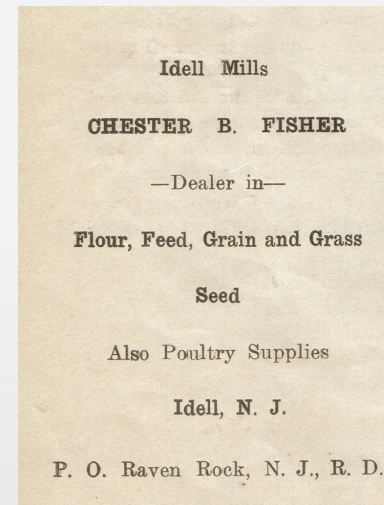 Idell Mills
CHESTER B. FISHER
—Dealer in—
Flour, Feed, Grain and Grass
Seed
Also Poultry Supplies
Idell, N. J.
P. O. Raven Rock, N. J., R. D.